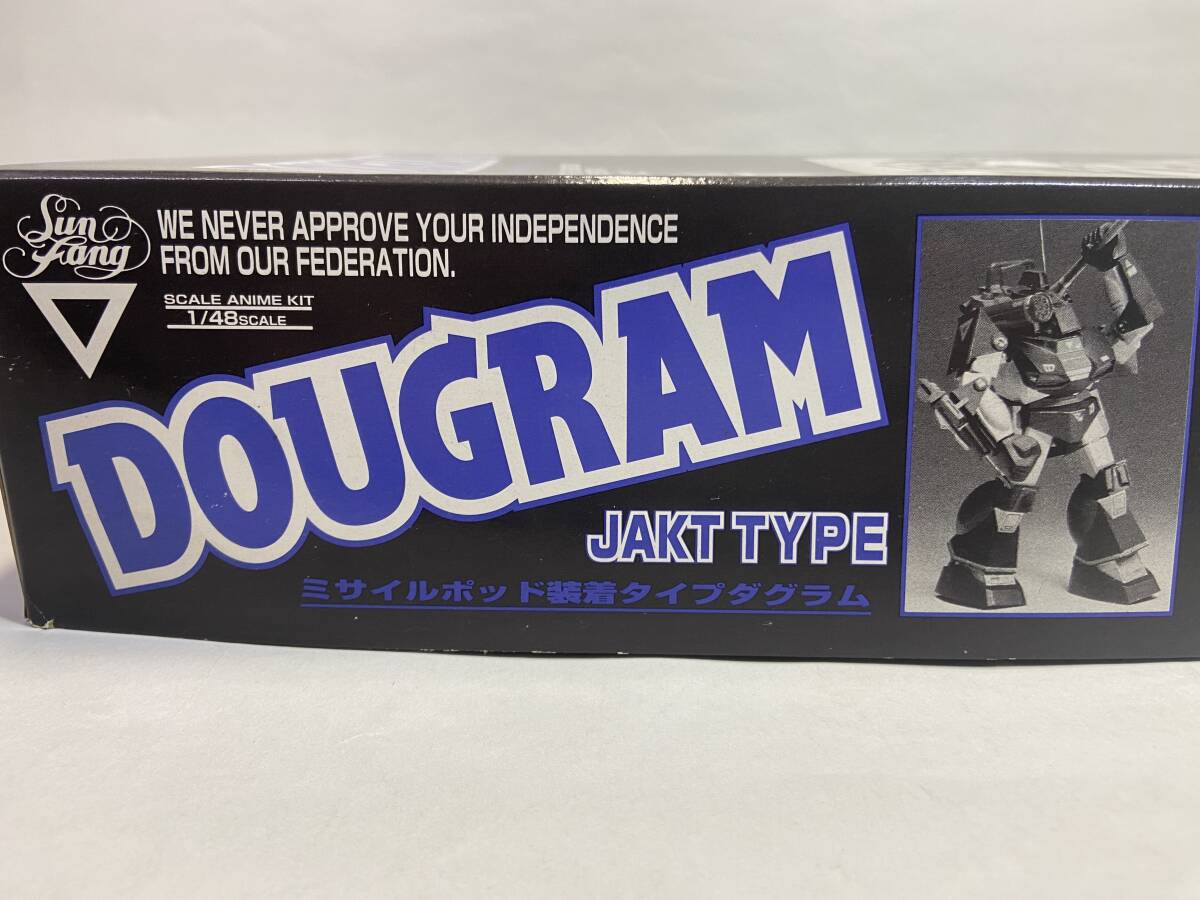 Sun
Fang
WE NEVER APPROVE YOUR INDEPENDENCE
FROM OUR FEDERATION.
SCALE ANIME KIT
1/48SCALE
DOUGRAM
JAKT TYPE
ミサイルポッド装着タイプダグラム